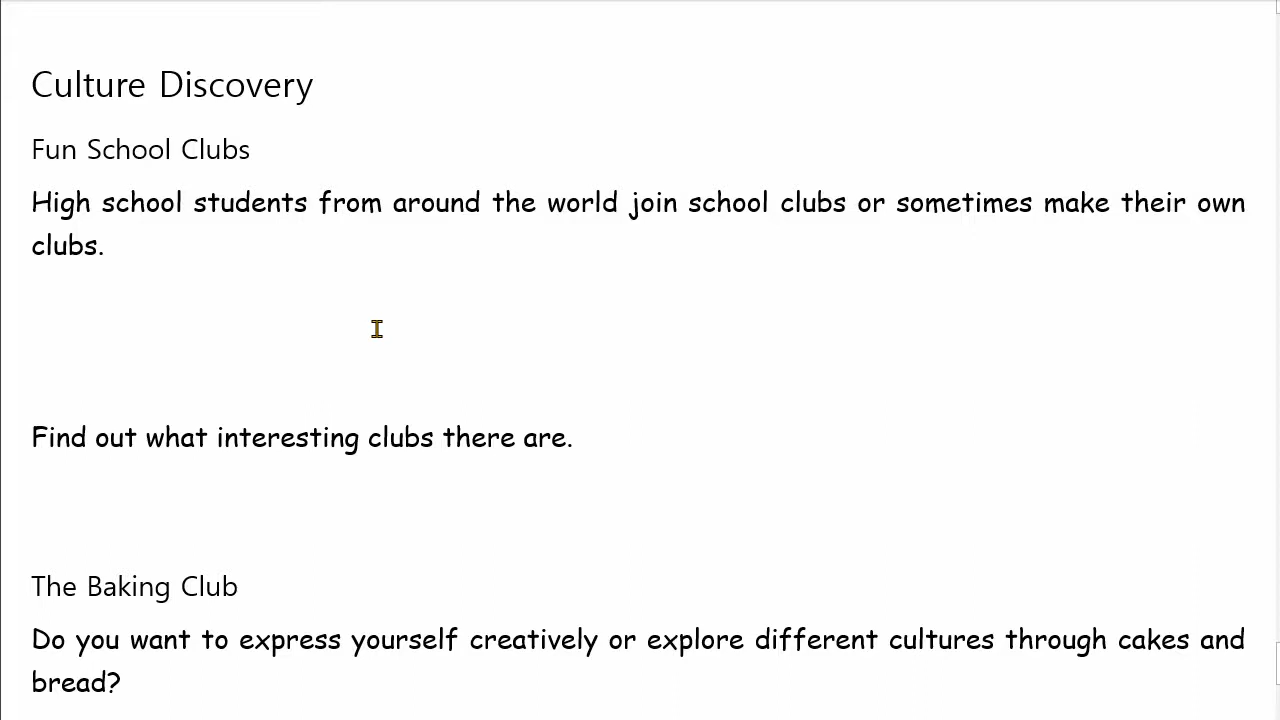 Culture Discovery
Fun School Clubs
High school students from around the world join school clubs or sometimes make their own
clubs.
Find out what interesting clubs there are.
The Baking Club
Do you want to express yourself creatively or explore different cultures through cakes and
bread?